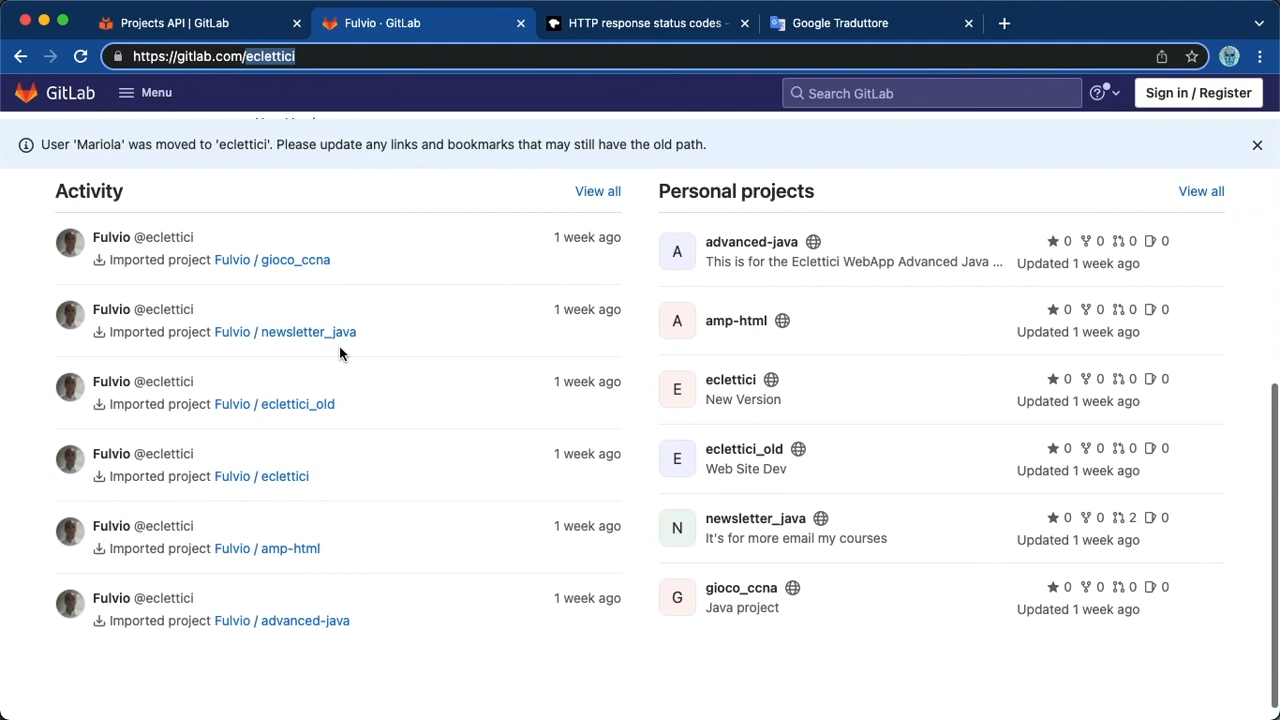 Projects API | GitLab
Fulvio · GitLab
HTTP response status codes -
Google Traduttore
https://gitlab.com/eclettici
GitLab
Menu
Search GitLab
Sign in / Register
User 'Mariola' was moved to 'eclettici'. Please update any links and bookmarks that may still have the old path.
Activity
View all
Fulvio @eclettici
1 week ago
Imported project Fulvio / gioco_ccna
Fulvio @eclettici
1 week ago
Imported project Fulvio / newsletter_java
Fulvio @eclettici
1 week ago
Imported project Fulvio / eclettici_old
Fulvio @eclettici
1 week ago
Imported project Fulvio / eclettici
Fulvio @eclettici
1 week ago
Imported project Fulvio / amp-html
Fulvio @eclettici
1 week ago
Imported project Fulvio / advanced-java
Personal projects
View all
A
advanced-java
0 0 0 0
This is for the Eclettici WebApp Advanced Java ...
Updated 1 week ago
A
amp-html
0 0 0 0
Updated 1 week ago
E
eclettici
0 0 0 0
New Version
Updated 1 week ago
E
eclettici_old
0 0 0 0
Web Site Dev
Updated 1 week ago
N
newsletter_java
0 0 2 0
It's for more email my courses
Updated 1 week ago
G
gioco_ccna
0 0 0 0
Java project
Updated 1 week ago